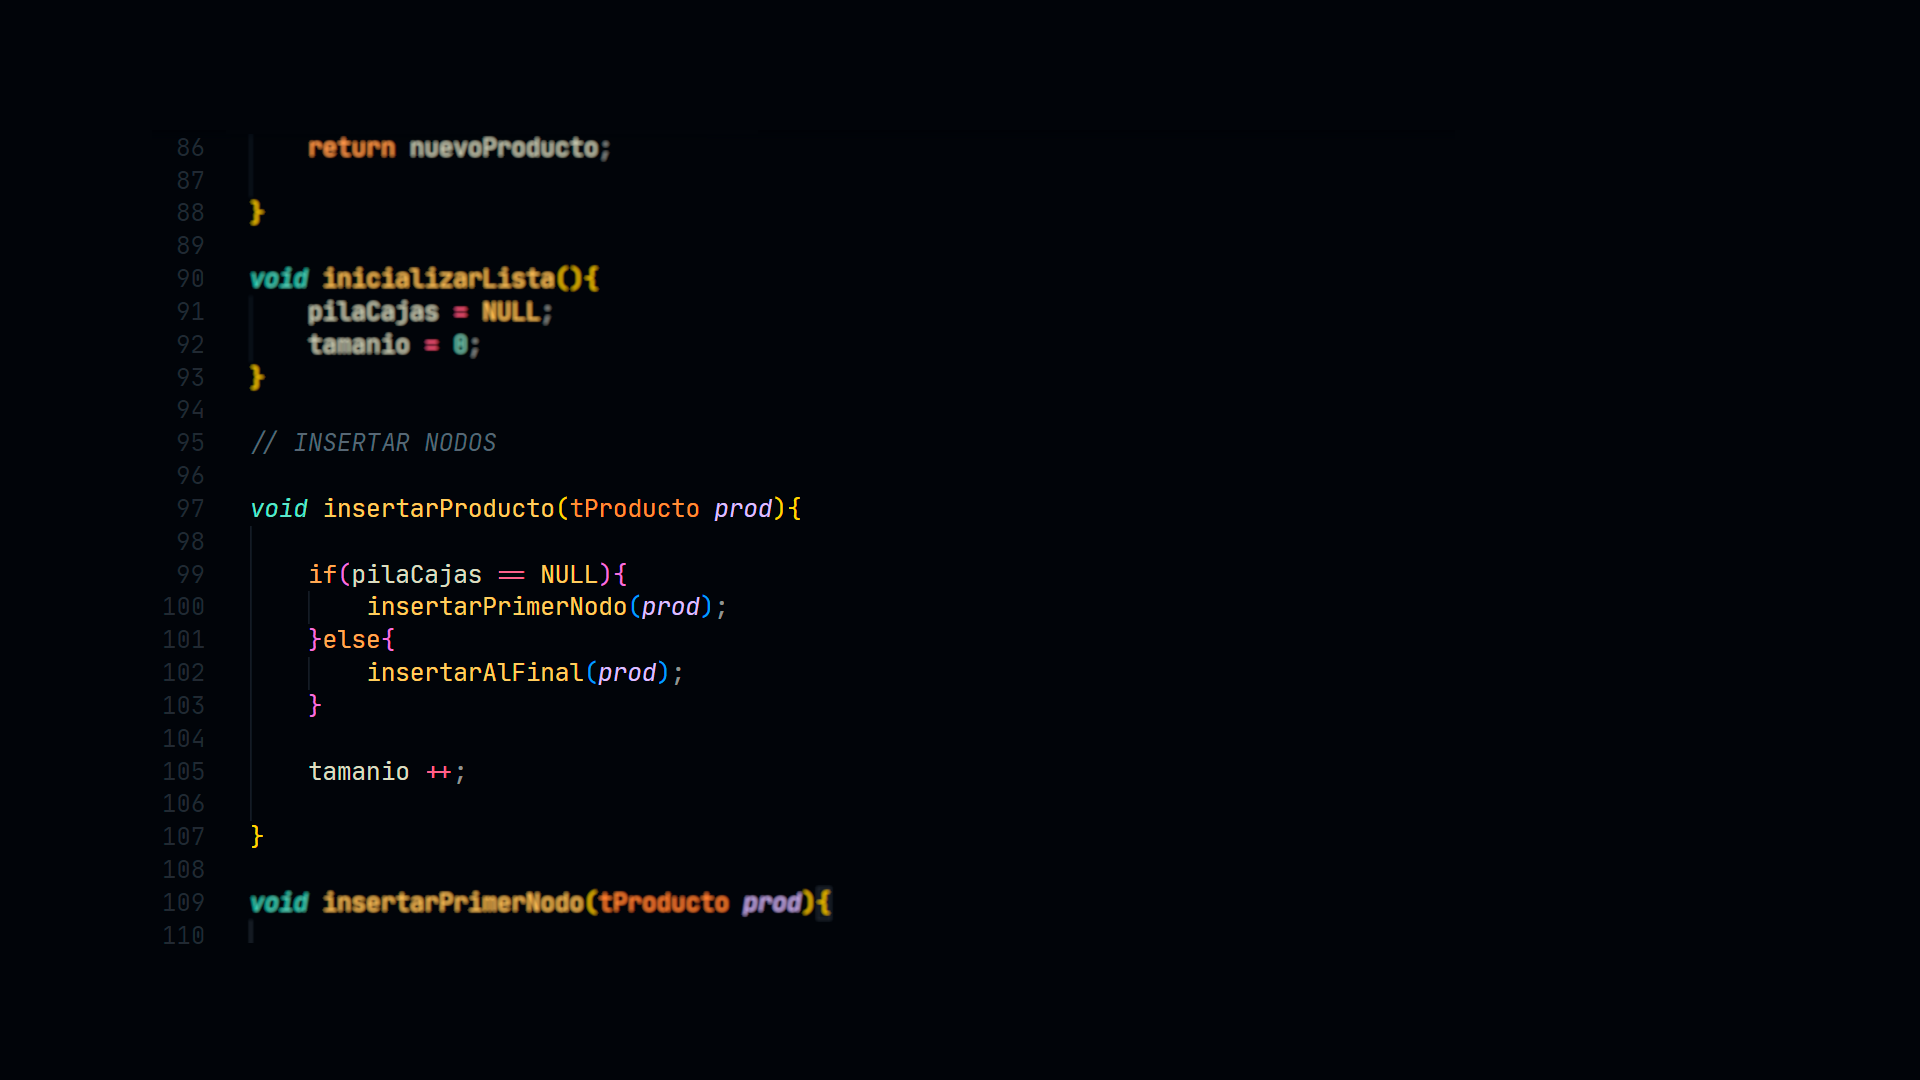 86 return nuevoProducto;
87
88 }
89
90 void inicializarLista(){
91 pilaCajas = NULL;
92 tamanio = 0;
93 }
94
95 // INSERTAR NODOS
96
97 void insertarProducto(tProducto prod){
98
99 if(pilaCajas == NULL){
100 insertarPrimerNodo(prod);
101 }else{
102 insertarAlFinal(prod);
103 }
104
105 tamanio ++;
106
107 }
108
109 void insertarPrimerNodo(tProducto prod){
110